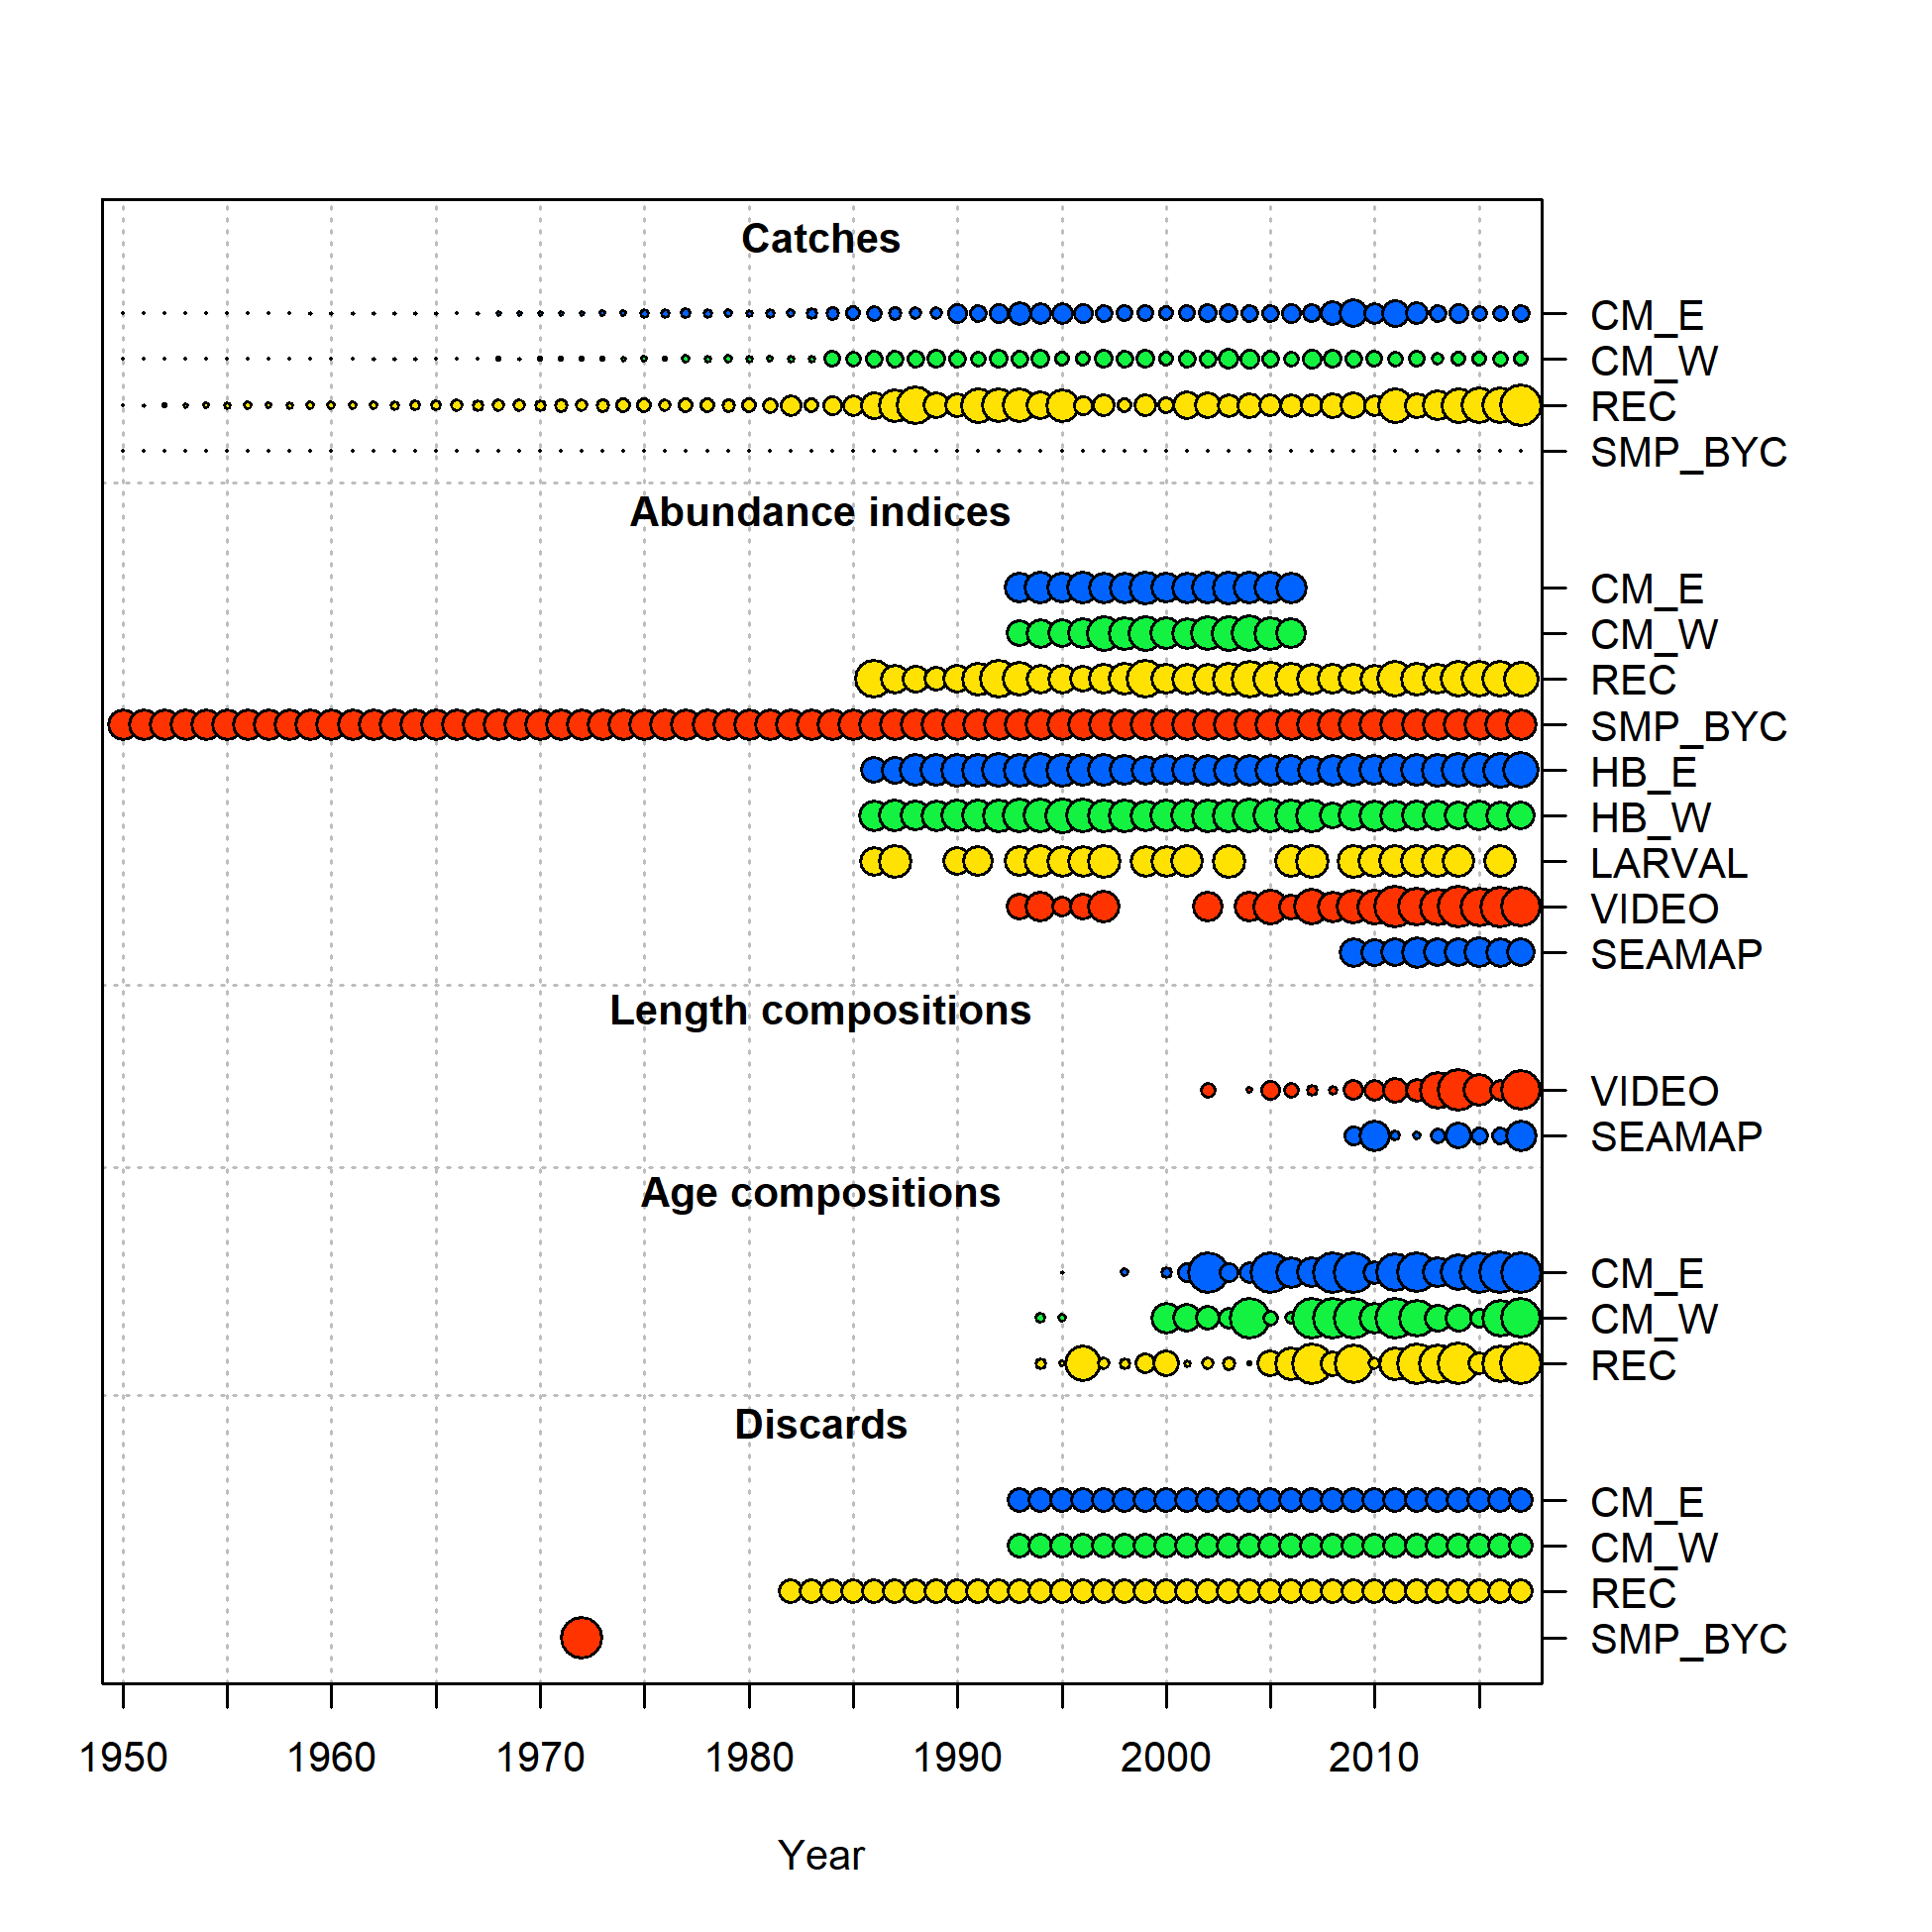 Catches
CM_E
CM_W
REC
SMP_BYC
Abundance indices
CM_E
CM_W
REC
SMP_BYC
HB_E
HB_W
LARVAL
VIDEO
SEAMAP
Length compositions
VIDEO
SEAMAP
Age compositions
CM_E
CM_W
REC
Discards
CM_E
CM_W
REC
SMP_BYC
1950 1960 1970 1980 1990 2000 2010
Year